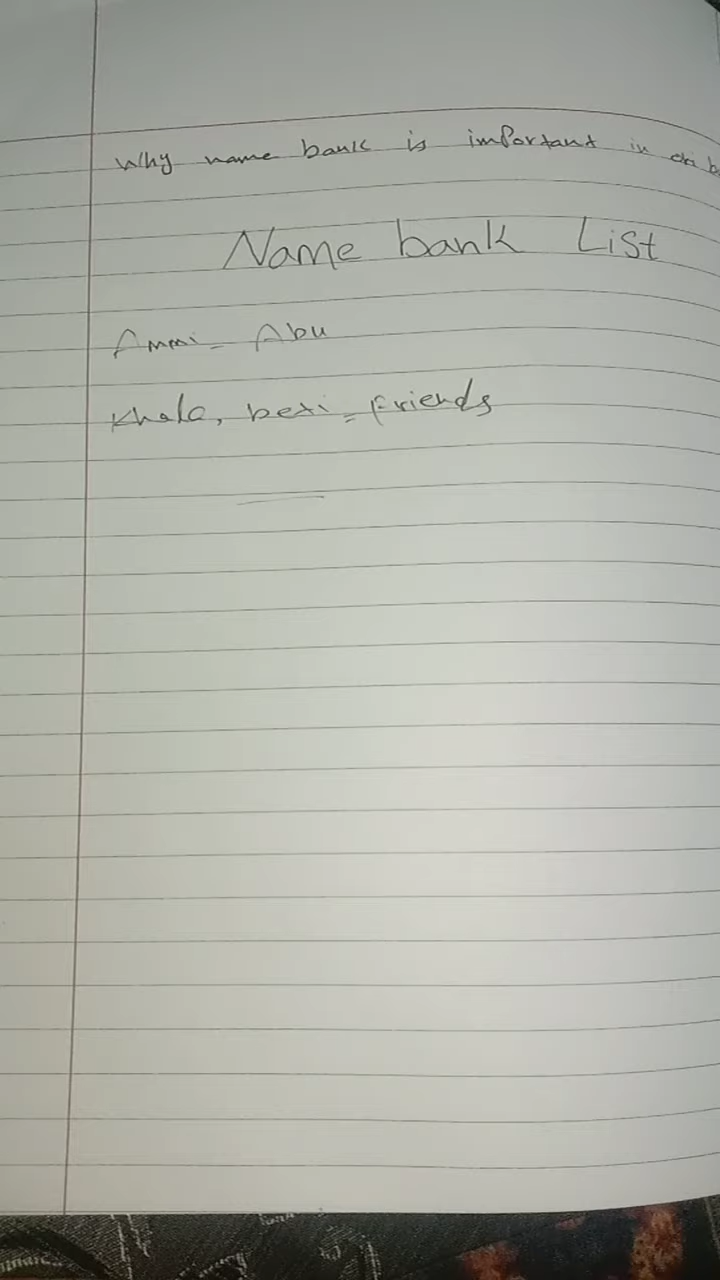 Why name bank is important in
Name bank List
Ammi - Abu
Khala, beti = friends